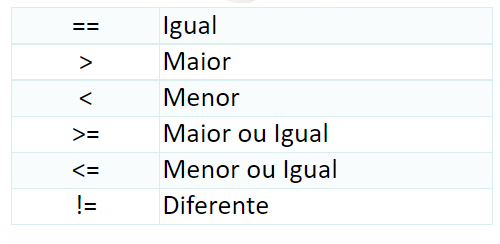 == Igual
> Maior
< Menor
>= Maior ou Igual
<= Menor ou Igual
!= Diferente